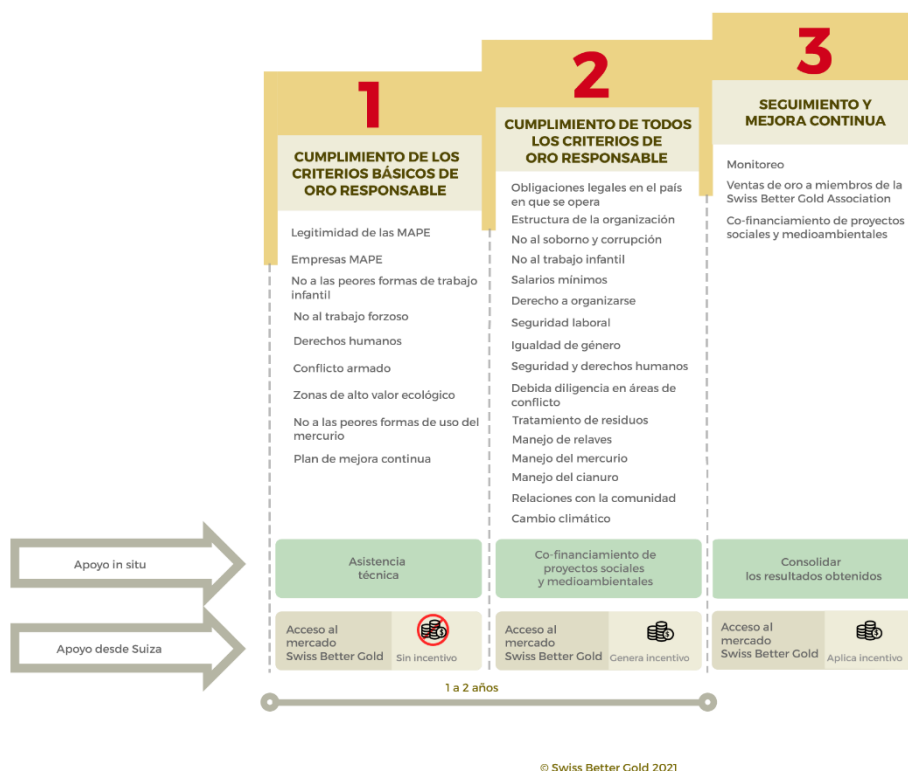 1
CUMPLIMIENTO DE LOS
CRITERIOS BÁSICOS DE
ORO RESPONSABLE
Legitimidad de las MAPE
Empresas MAPE
No a las peores formas de trabajo
infantil
No al trabajo forzoso
Derechos humanos
Conflicto armado
Zonas de alto valor ecológico
No a las peores formas de uso del
mercurio
Plan de mejora continua
2
CUMPLIMIENTO DE TODOS
LOS CRITERIOS DE
ORO RESPONSABLE
Obligaciones legales en el país
en que se opera
Estructura de la organización
No al soborno y corrupción
No al trabajo infantil
Salarios mínimos
Derecho a organizarse
Seguridad laboral
Igualdad de género
Seguridad y derechos humanos
Debida diligencia en áreas de
conflicto
Tratamiento de residuos
Manejo de relaves
Manejo del mercurio
Manejo del cianuro
Relaciones con la comunidad
Cambio climático
3
SEGUIMIENTO Y
MEJORA CONTINUA
Monitoreo
Ventas de oro a miembros de la
Swiss Better Gold Association
Co-financiamiento de proyectos
sociales y medioambientales
Apoyo in situ
Asistencia
técnica
Co-financiamiento de
proyectos sociales
y medioambientales
Consolidar
los resultados obtenidos
Apoyo desde Suiza
Acceso al
mercado
Swiss Better Gold
Sin incentivo
Acceso al
mercado
Swiss Better Gold
Genera incentivo
Acceso al
mercado
Swiss Better Gold
Aplica incentivo
1 a 2 años
© Swiss Better Gold 2021